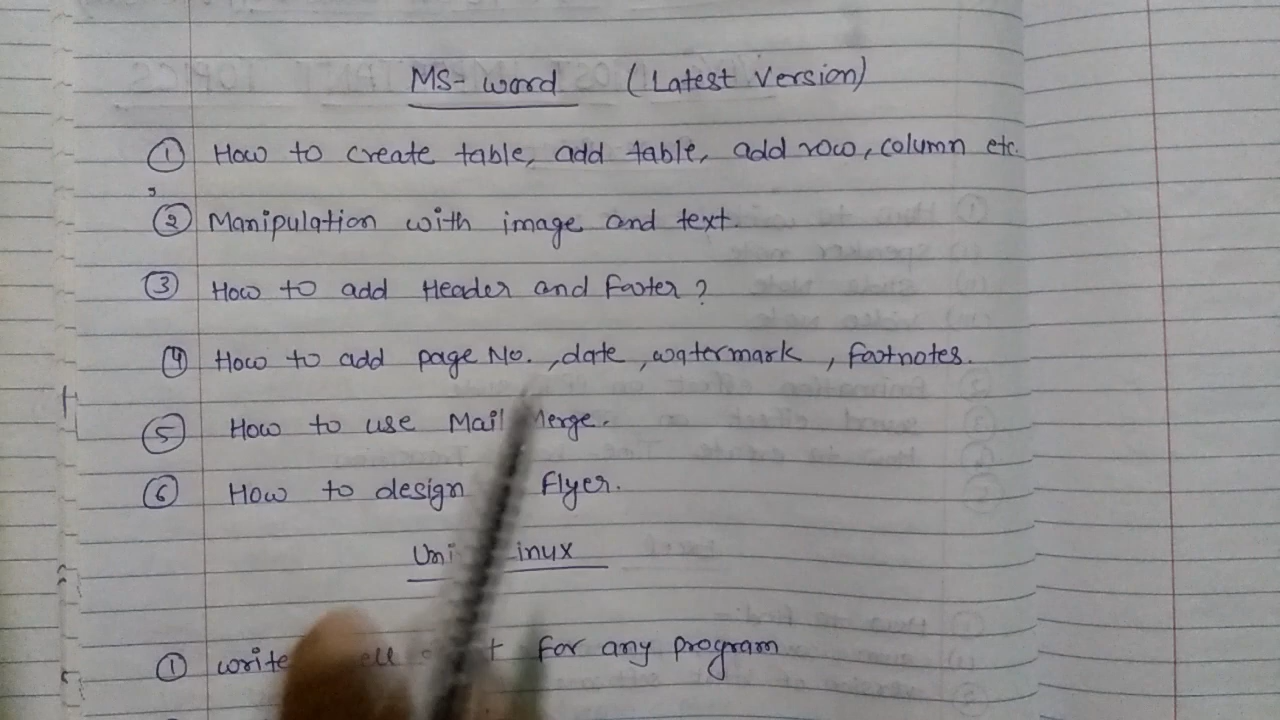 MS-Word (Latest Version)
① How to create table, add table, add row, column etc.
② Manipulation with image and text.
③ How to add Header and Footer?
④ How to add page No., date, watermark, footnotes.
⑤ How to use Mail Merge.
⑥ How to design Flyer.
① write for any program